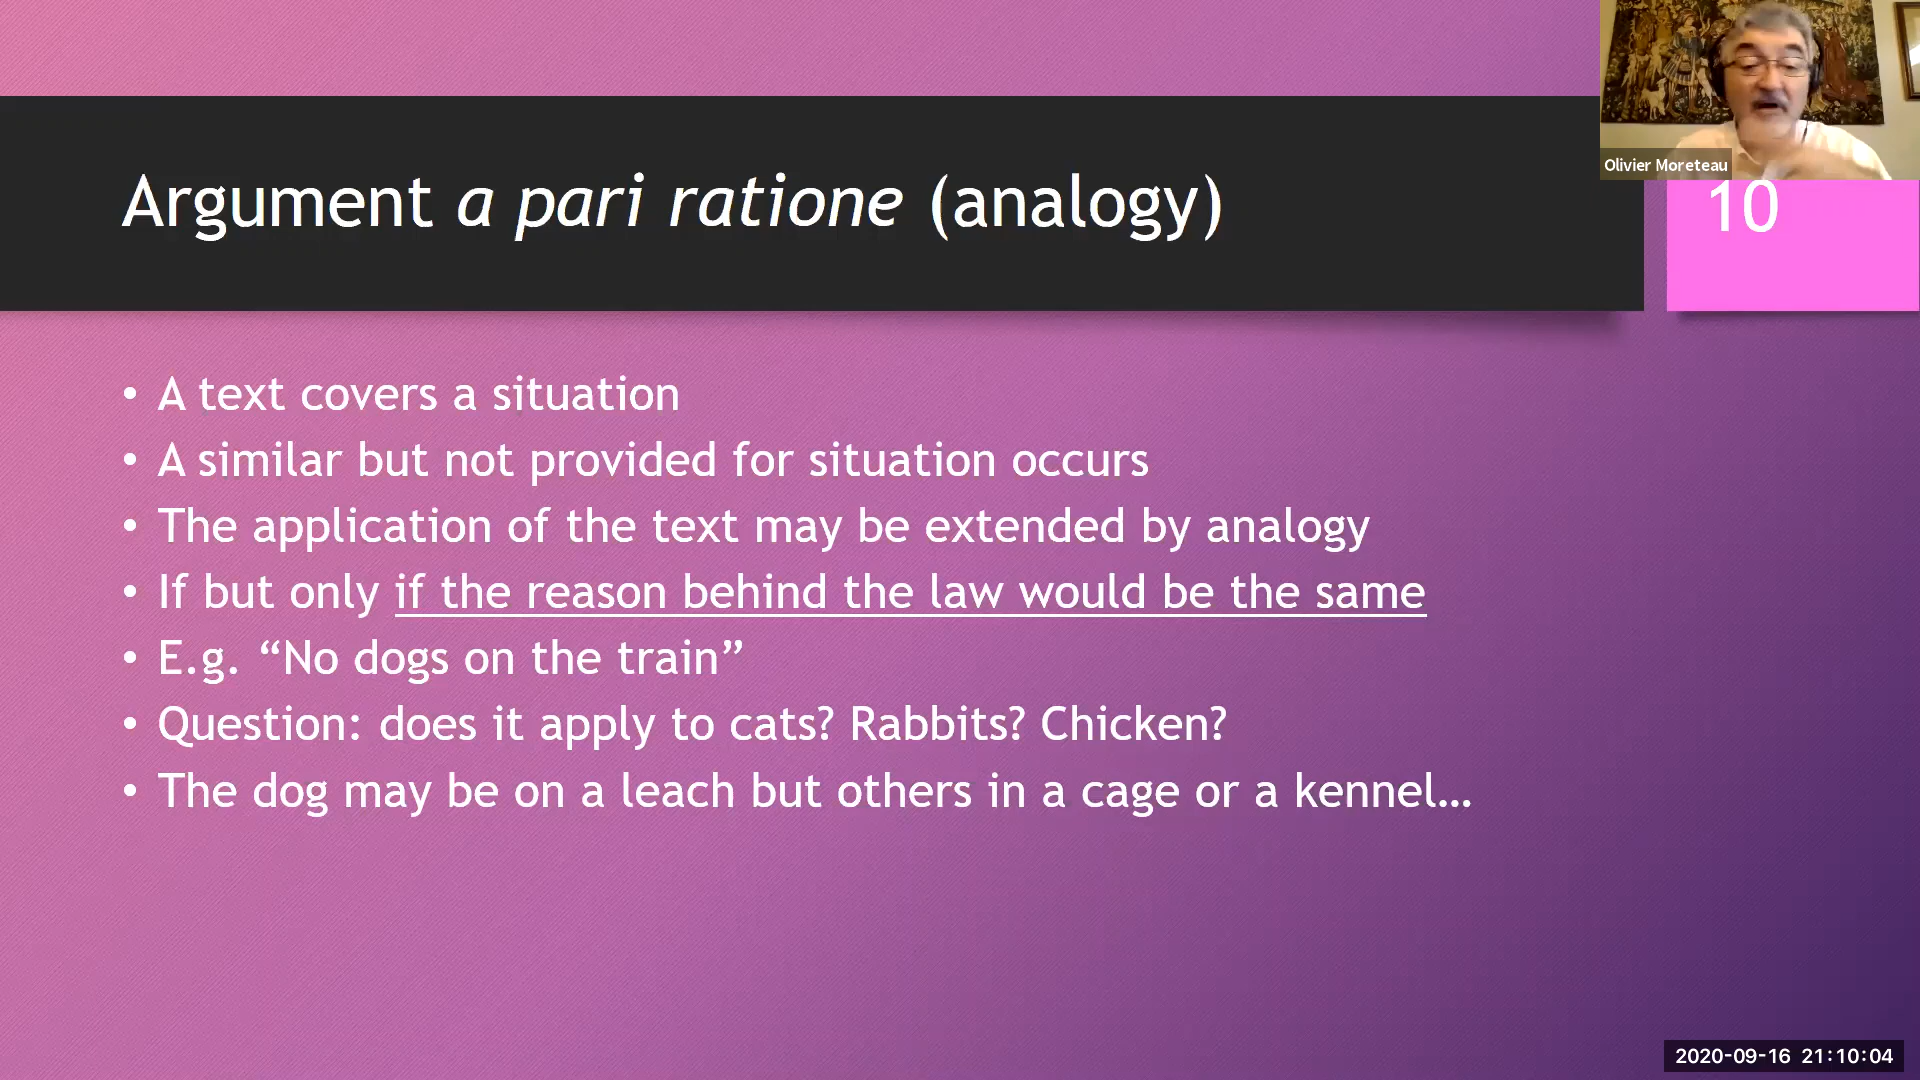 Olivier Moreteau
Argument a pari ratione (analogy)
10
• A text covers a situation
• A similar but not provided for situation occurs
• The application of the text may be extended by analogy
• If but only if the reason behind the law would be the same
• E.g. “No dogs on the train”
• Question: does it apply to cats? Rabbits? Chicken?
• The dog may be on a leach but others in a cage or a kennel…
2020-09-16 21:10:04